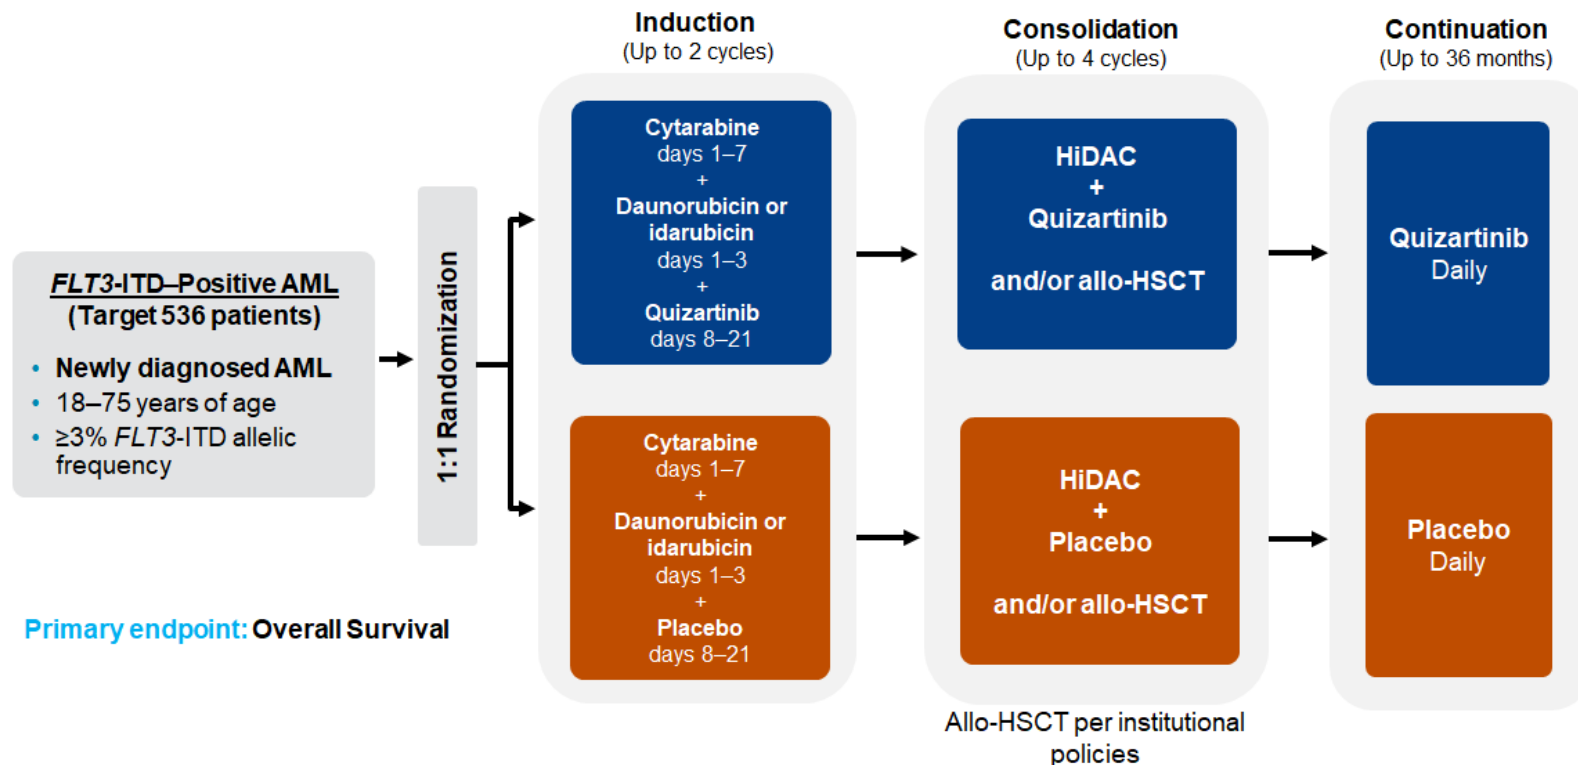 Induction
(Up to 2 cycles)
Consolidation
(Up to 4 cycles)
Continuation
(Up to 36 months)
FLT3-ITD–Positive AML
(Target 536 patients)
• Newly diagnosed AML
• 18–75 years of age
• ≥3% FLT3-ITD allelic
frequency
1:1 Randomization
Cytarabine
days 1–7
+
Daunorubicin or
idarubicin
days 1–3
+
Quizartinib
days 8–21
HiDAC
+
Quizartinib
and/or allo-HSCT
Quizartinib
Daily
Cytarabine
days 1–7
+
Daunorubicin or
idarubicin
days 1–3
+
Placebo
days 8–21
HiDAC
+
Placebo
and/or allo-HSCT
Placebo
Daily
Primary endpoint: Overall Survival
Allo-HSCT per institutional
policies